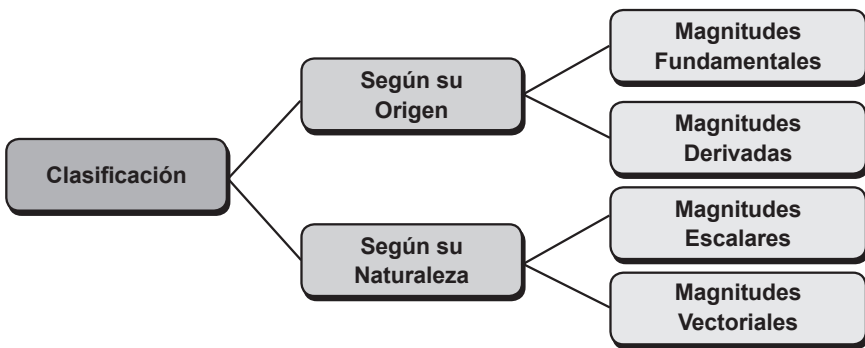 Clasificación
Según su
Origen
Magnitudes
Fundamentales
Magnitudes
Derivadas
Según su
Naturaleza
Magnitudes
Escalares
Magnitudes
Vectoriales